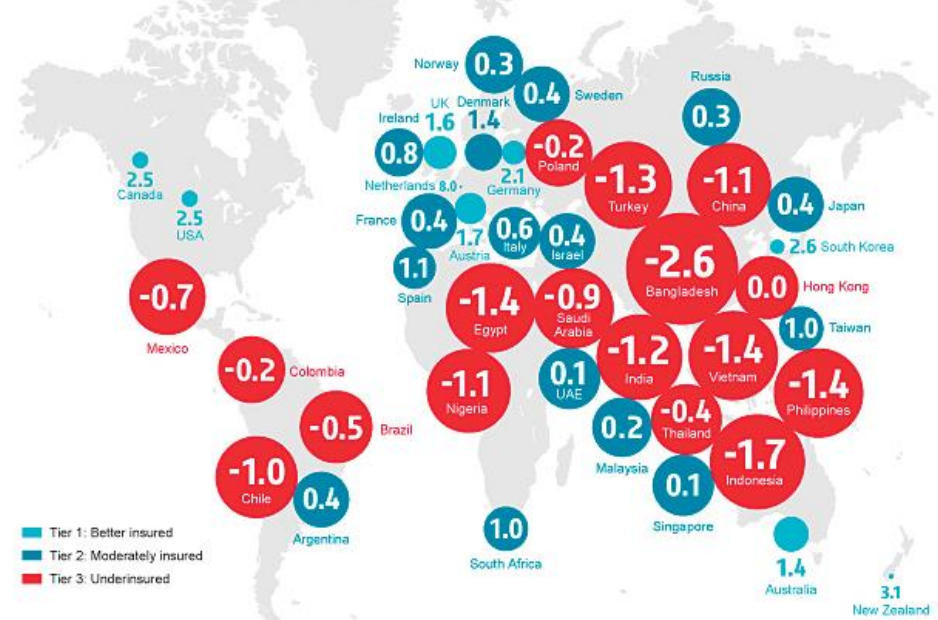 Norway 0.3
0.4 Sweden
Russia
0.3
UK Denmark
Ireland 1.6 1.4
0.8
-0.2
Poland
Netherlands 8.0
2.1
Germany
-1.3
Turkey
-1.1
China
0.4 Japan
2.5
Canada
2.5
USA
France 0.4
1.7
Austria
0.6
Italy
0.4
Israel
2.6 South Korea
1.1
Spain
-2.6
Bangladesh
0.0 Hong Kong
-0.7
Mexico
-1.4
Egypt
-0.9
Saudi
Arabia
1.0 Taiwan
-1.2
India
-1.4
Vietnam
-0.2 Colombia
-1.1
Nigeria
0.1
UAE
-1.4
Philippines
-0.5 Brazil
0.2
Malaysia
-0.4
Thailand
-1.0
Chile
-1.7
Indonesia
0.4
Argentina
0.1
Singapore
1.0
South Africa
1.4
Australia
3.1
New Zealand
Tier 1: Better insured
Tier 2: Moderately insured
Tier 3: Underinsured